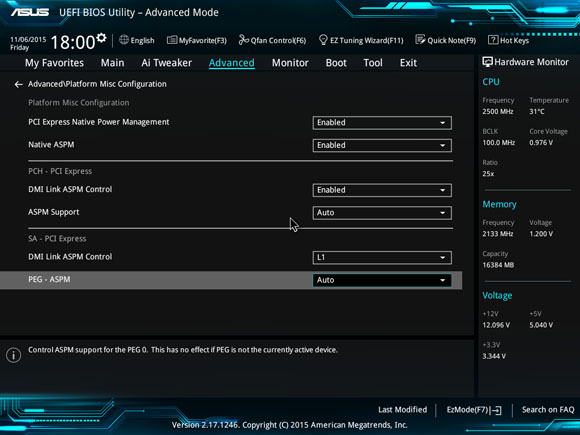 ASUS UEFI BIOS Utility – Advanced Mode
11/06/2015
Friday
18:00
English
MyFavorite(F3)
Qfan Control(F6)
EZ Tuning Wizard(F11)
Quick Note(F9)
Hot Keys
?
My Favorites
Main
Ai Tweaker
Advanced
Monitor
Boot
Tool
Exit
Advanced\Platform Misc Configuration
Platform Misc Configuration
PCI Express Native Power Management
Enabled
Native ASPM
Enabled
PCH - PCI Express
DMI Link ASPM Control
Enabled
ASPM Support
Auto
SA - PCI Express
DMI Link ASPM Control
L1
PEG - ASPM
Auto
Control ASPM support for the PEG 0. This has no effect if PEG is not the currently active device.
Hardware Monitor
CPU
Frequency Temperature
2500 MHz 31°C
BCLK Core Voltage
100.0 MHz 0.976 V
Ratio
25x
Memory
Frequency Voltage
2133 MHz 1.200 V
Capacity
16384 MB
Voltage
+12V +5V
12.096 V 5.040 V
+3.3V
3.344 V
Last Modified
EzMode(F7)
Search on FAQ
Version 2.17.1246. Copyright (C) 2015 American Megatrends, Inc.